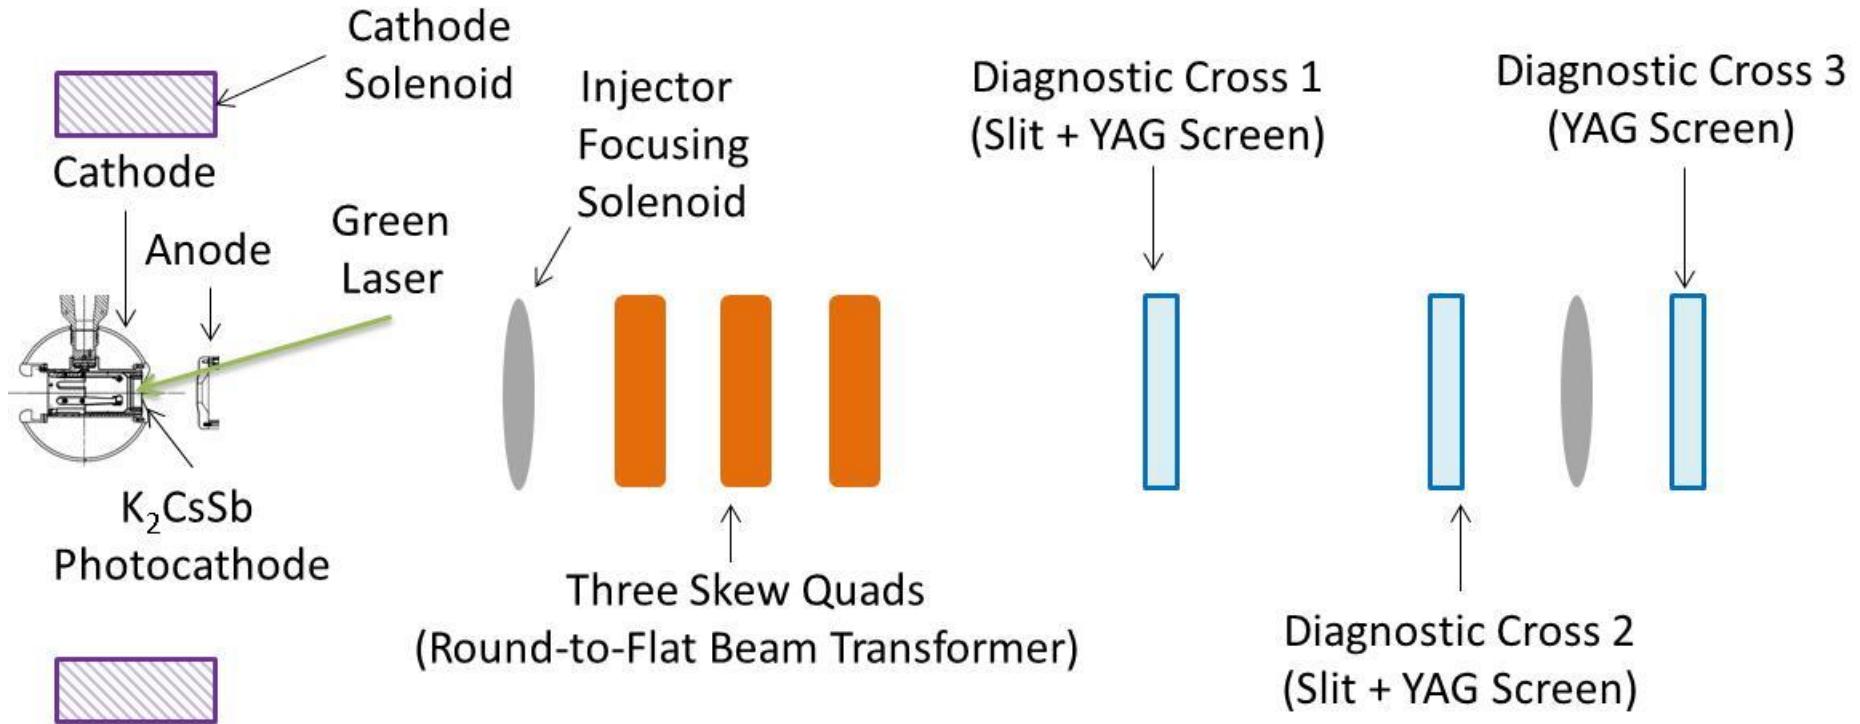 Cathode
Solenoid
Cathode
Anode
Green
Laser
Injector
Focusing
Solenoid
Diagnostic Cross 1
(Slit + YAG Screen)
Diagnostic Cross 3
(YAG Screen)
K₂CsSb
Photocathode
Three Skew Quads
(Round-to-Flat Beam Transformer)
Diagnostic Cross 2
(Slit + YAG Screen)